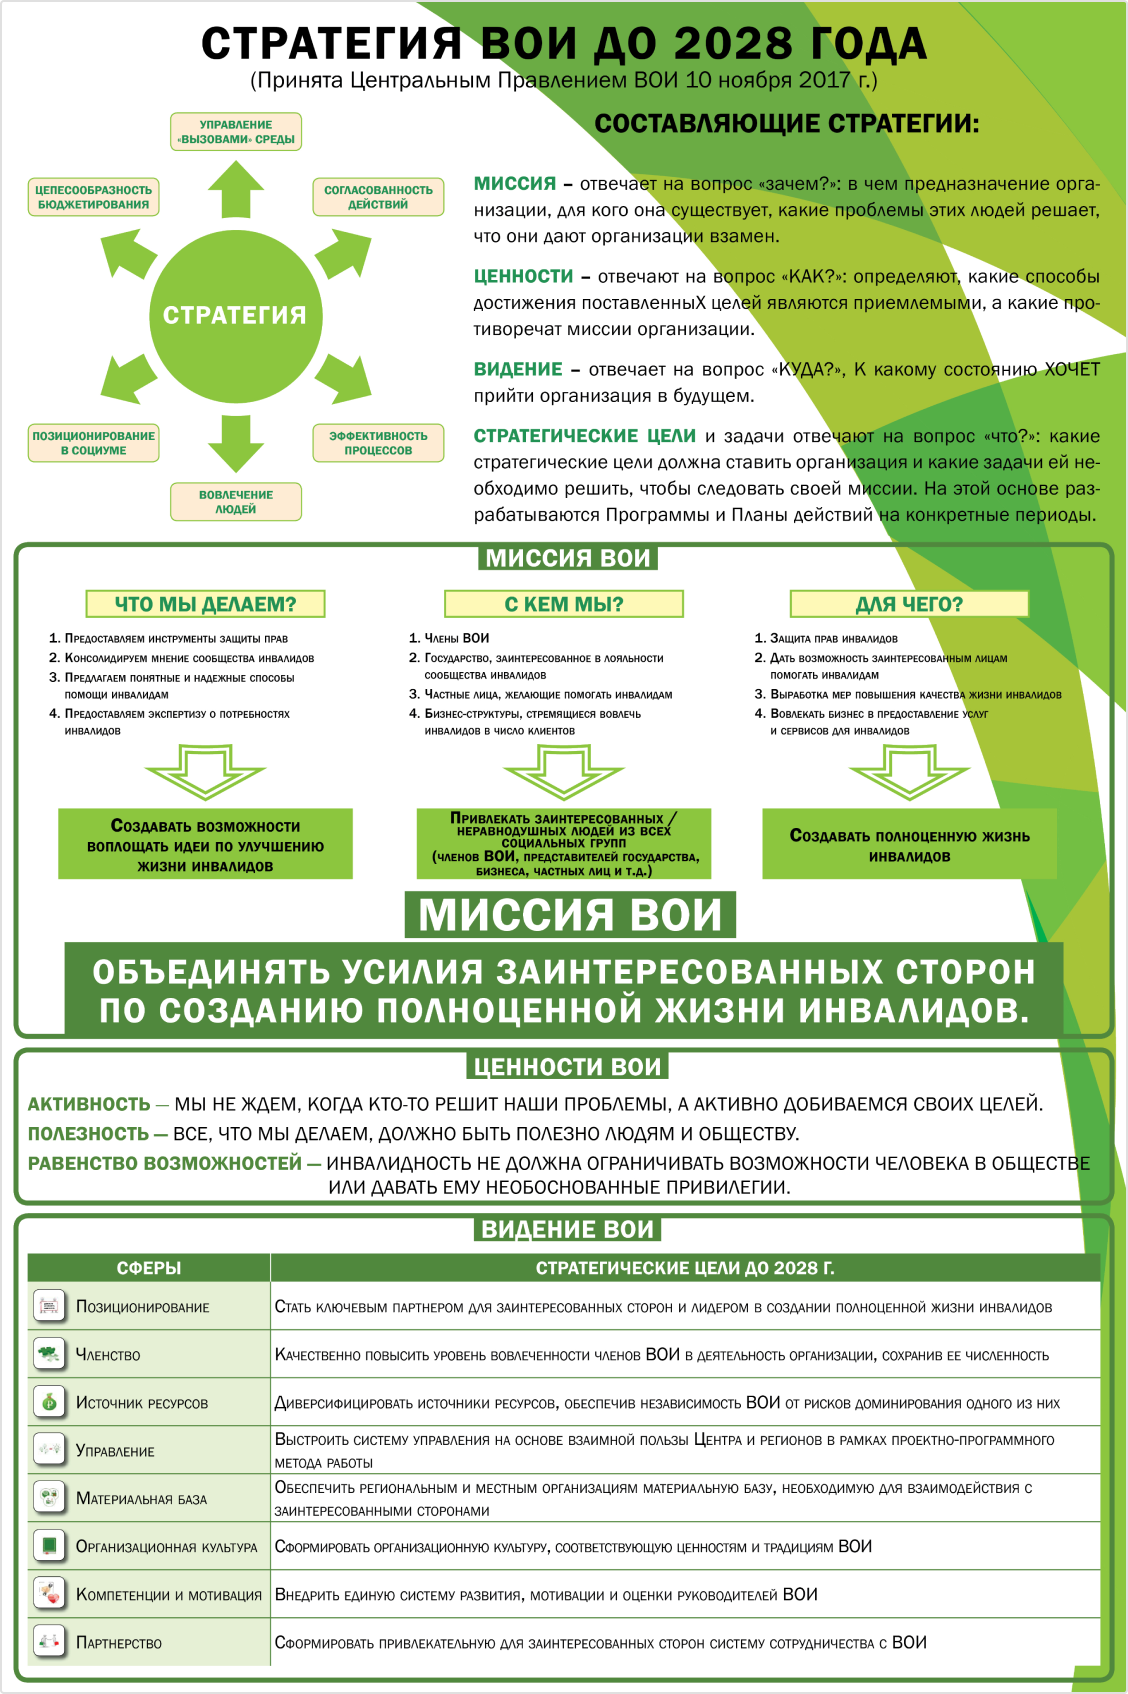 СТРАТЕГИЯ ВОИ ДО 2028 ГОДА
(Принята Центральным Правлением ВОИ 10 ноября 2017 г.)
УПРАВЛЕНИЕ
«ВЫЗОВАМИ» СРЕДЫ
ЦЕПЕСООБРАЗНОСТЬ
БЮДЖЕТИРОВАНИЯ
СОГЛАСОВАННОСТЬ
ДЕЙСТВИЙ
СТРАТЕГИЯ
ПОЗИЦИОНИРОВАНИЕ
В СОЦИУМЕ
ЭФФЕКТИВНОСТЬ
ПРОЦЕССОВ
ВОВЛЕЧЕНИЕ
ЛЮДЕЙ
СОСТАВЛЯЮЩИЕ СТРАТЕГИИ:
МИССИЯ – отвечает на вопрос «зачем?»: в чем предназначение орга-
низации, для кого она существует, какие проблемы этих людей решает,
что они дают организации взамен.
ЦЕННОСТИ – отвечают на вопрос «КАК?»: определяют, какие способы
достижения поставленныХ целей являются приемлемыми, а какие про-
тиворечат миссии организации.
ВИДЕНИЕ – отвечает на вопрос «КУДА?», К какому состоянию ХОЧЕТ
прийти организация в будущем.
СТРАТЕГИЧЕСКИЕ ЦЕЛИ и задачи отвечают на вопрос «что?»: какие
стратегические цели должна ставить организация и какие задачи ей не-
обходимо решить, чтобы следовать своей миссии. На этой основе раз-
рабатываются Программы и Планы действий на конкретные периоды.
МИССИЯ ВОИ
ЧТО МЫ ДЕЛАЕМ?
1. Предоставляем инструменты защиты прав
2. Консолидируем мнение сообщества инвалидов
3. Предлагаем понятные и надежные способы
помощи инвалидам
4. Предоставляем экспертизу о потребностях
инвалидов
Создавать возможности
воплощать идеи по улучшению
жизни инвалидов
С КЕМ МЫ?
1. Члены ВОИ
2. Государство, заинтересованное в лояльности
сообщества инвалидов
3. Частные лица, желающие помогать инвалидам
4. Бизнес-структуры, стремящиеся вовлечь
инвалидов в число клиентов
Привлекать заинтересованных /
неравнодушных людей из всех
социальных групп
(членов ВОИ, представителей государства,
бизнеса, частных лиц и т.д.)
ДЛЯ ЧЕГО?
1. Защита прав инвалидов
2. Дать возможность заинтересованным лицам
помогать инвалидам
3. Выработка мер повышения качества жизни инвалидов
4. Вовлекать бизнес в предоставление услуг
и сервисов для инвалидов
Создавать полноценную жизнь
инвалидов
МИССИЯ ВОИ
ОБЪЕДИНЯТЬ УСИЛИЯ ЗАИНТЕРЕСОВАННЫХ СТОРОН
ПО СОЗДАНИЮ ПОЛНОЦЕННОЙ ЖИЗНИ ИНВАЛИДОВ.
ЦЕННОСТИ ВОИ
АКТИВНОСТЬ — МЫ НЕ ЖДЕМ, КОГДА КТО-ТО РЕШИТ НАШИ ПРОБЛЕМЫ, А АКТИВНО ДОБИВАЕМСЯ СВОИХ ЦЕЛЕЙ.
ПОЛЕЗНОСТЬ — ВСЕ, ЧТО МЫ ДЕЛАЕМ, ДОЛЖНО БЫТЬ ПОЛЕЗНО ЛЮДЯМ И ОБЩЕСТВУ.
РАВЕНСТВО ВОЗМОЖНОСТЕЙ — ИНВАЛИДНОСТЬ НЕ ДОЛЖНА ОГРАНИЧИВАТЬ ВОЗМОЖНОСТИ ЧЕЛОВЕКА В ОБЩЕСТВЕ
ИЛИ ДАВАТЬ ЕМУ НЕОБОСНОВАННЫЕ ПРИВИЛЕГИИ.
ВИДЕНИЕ ВОИ
СФЕРЫ
СТРАТЕГИЧЕСКИЕ ЦЕЛИ ДО 2028 Г.
Позиционирование
Стать ключевым партнером для заинтересованных сторон и лидером в создании полноценной жизни инвалидов
Членство
Качественно повысить уровень вовлеченности членов ВОИ в деятельность организации, сохранив ее численность
Источник ресурсов
Диверсифицировать источники ресурсов, обеспечив независимость ВОИ от рисков доминирования одного из них
Управление
Выстроить систему управления на основе взаимной пользы Центра и регионов в рамках проектно-программного
метода работы
Материальная база
Обеспечить региональным и местным организациям материальную базу, необходимую для взаимодействия с
заинтересованными сторонами
Организационная культура
Сформировать организационную культуру, соответствующую ценностям и традициям ВОИ
Компетенции и мотивация
Внедрить единую систему развития, мотивации и оценки руководителей ВОИ
Партнерство
Сформировать привлекательную для заинтересованных сторон систему сотрудничества с ВОИ